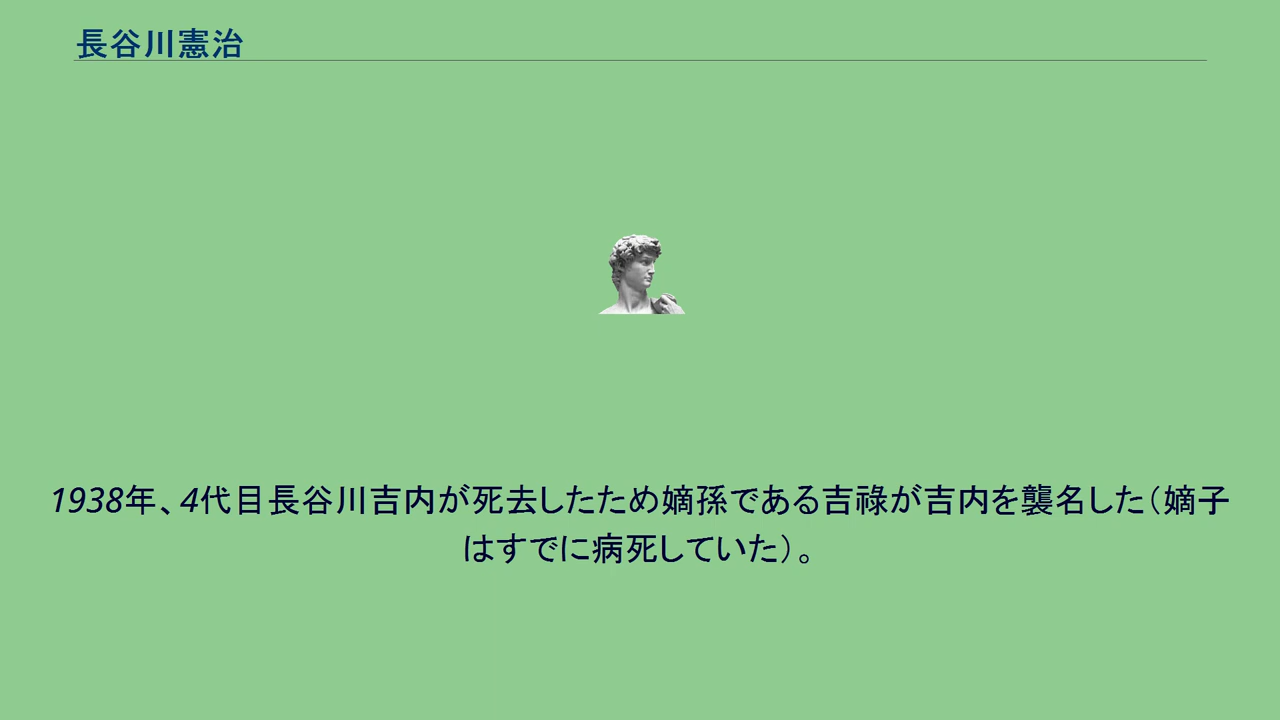 長谷川憲治
1938年、4代目長谷川吉内が死去したため嫡孫である吉祿が吉内を襲名した（嫡子
はすでに病死していた）。